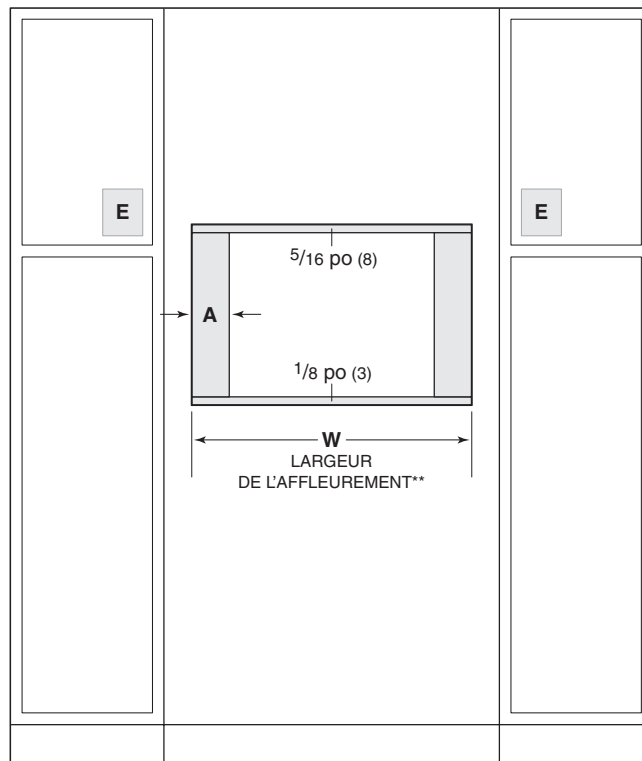 E
E
5/16 po (8)
A
1/8 po (3)
W
LARGEUR
DE L’AFFLEUREMENT**